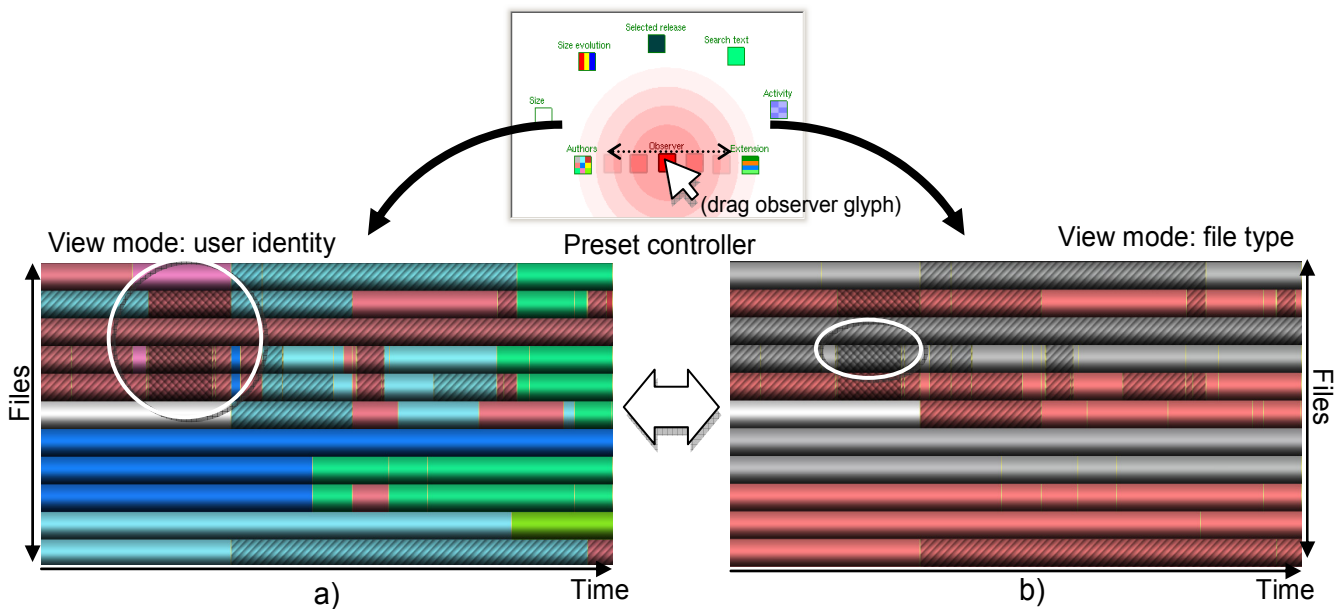 Selected release
Size evolution
Search text
Size
Activity
Authors
Observer
Extension
(drag observer glyph)
View mode: user identity
Preset controller
View mode: file type
Files
Files
Time
Time
a)
b)